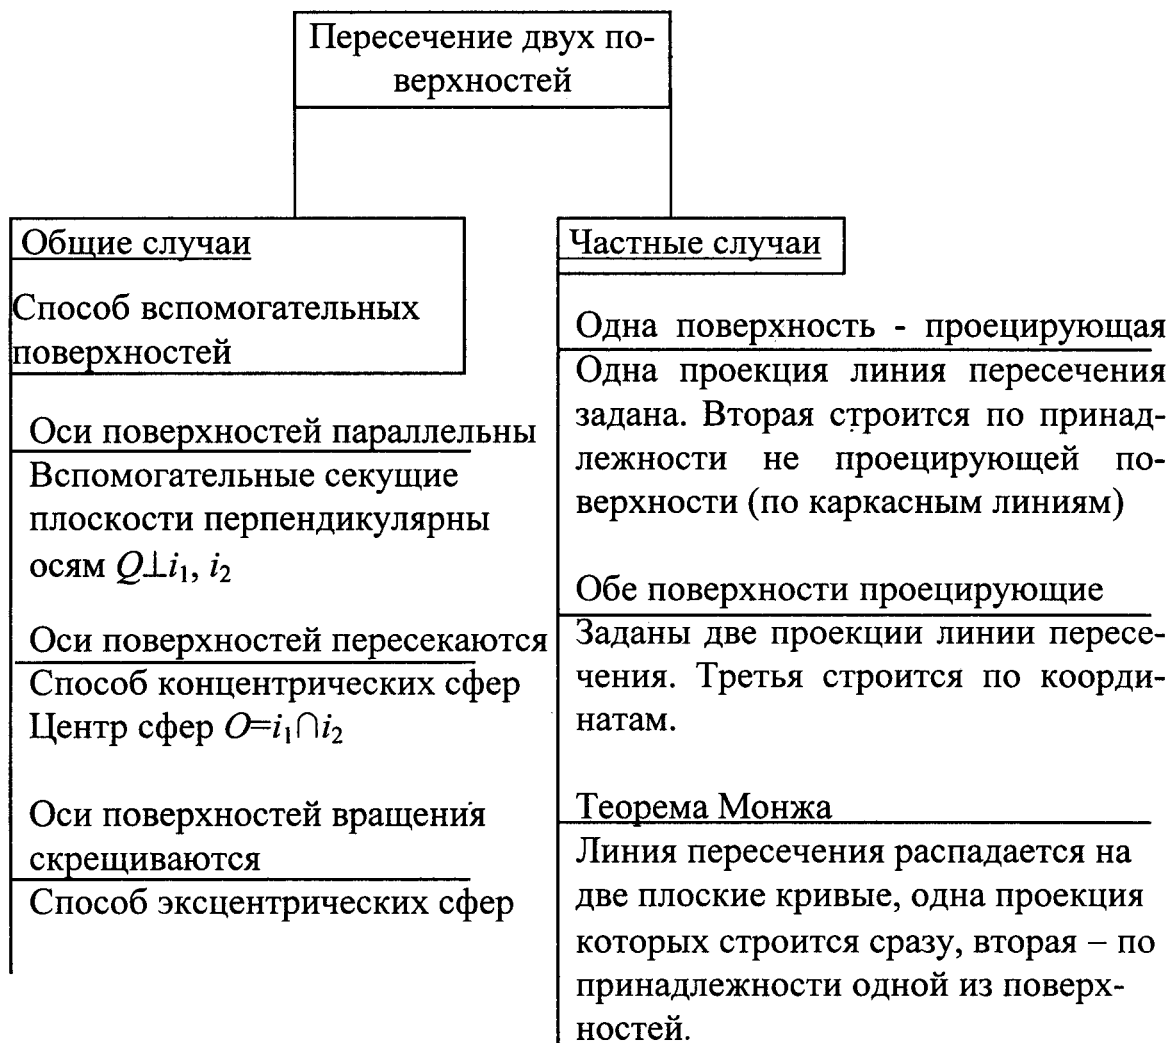 Пересечение двух по-
верхностей
Общие случаи
Способ вспомогательных
поверхностей
Оси поверхностей параллельны
Вспомогательные секущие
плоскости перпендикулярны
осям Q⊥i₁, i₂
Оси поверхностей пересекаются
Способ концентрических сфер
Центр сфер O=i₁∩i₂
Оси поверхностей вращения
скрещиваются
Способ эксцентрических сфер
Частные случаи
Одна поверхность - проецирующая
Одна проекция линия пересечения
задана. Вторая строится по принад-
лежности не проецирующей по-
верхности (по каркасным линиям)
Обе поверхности проецирующие
Заданы две проекции линии пересе-
чения. Третья строится по коорди-
натам.
Теорема Монжа
Линия пересечения распадается на
две плоские кривые, одна проекция
которых строится сразу, вторая – по
принадлежности одной из поверх-
ностей.